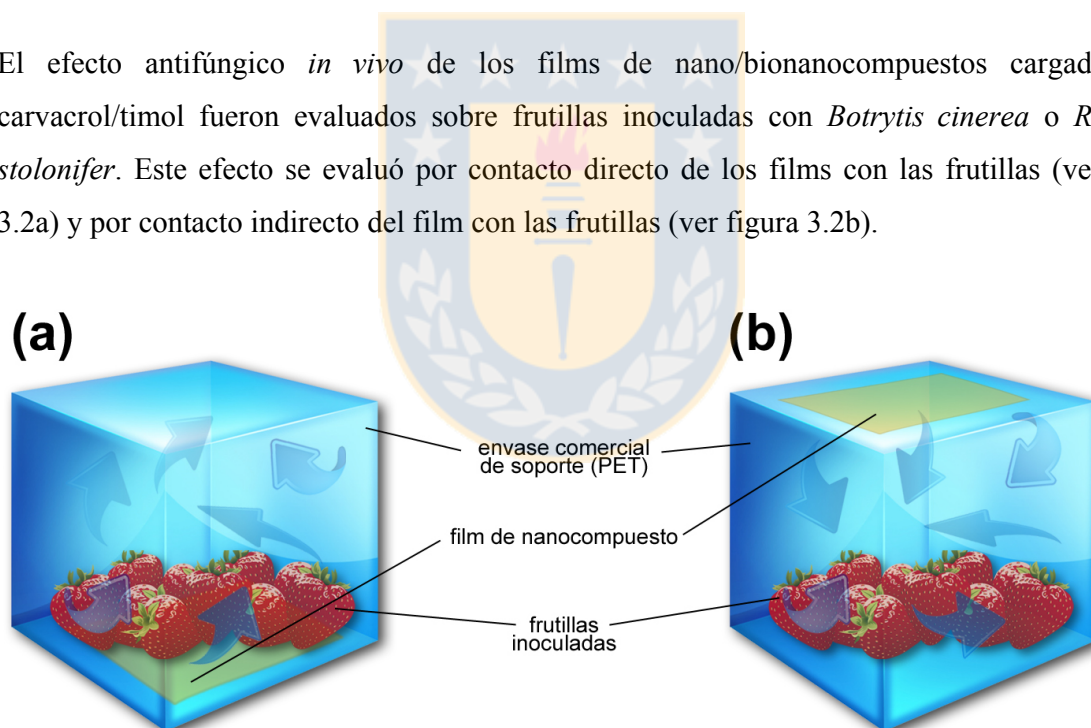 El efecto antifúngico in vivo de los films de nano/bionanocompuestos cargad
carvacrol/timol fueron evaluados sobre frutillas inoculadas con Botrytis cinerea o R
stolonifer. Este efecto se evaluó por contacto directo de los films con las frutillas (ve
3.2a) y por contacto indirecto del film con las frutillas (ver figura 3.2b).
(a)
(b)
envase comercial
de soporte (PET)
film de nanocompuesto
frutillas
inoculadas